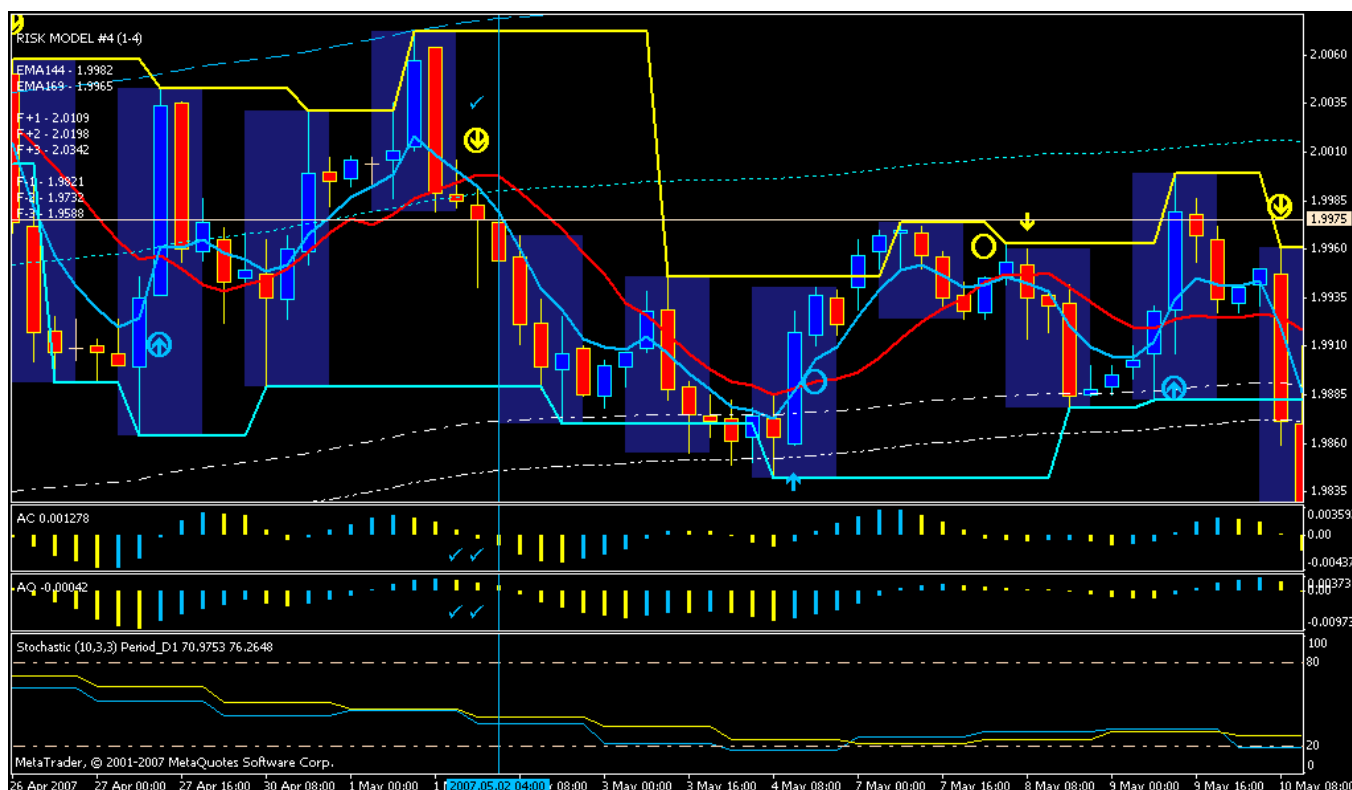 RISK MODEL #4 (1-4)
2.0060
EMA144 - 1.9982
EMA169 - 1.9965
2.0035
F+1 - 2.0109
F+2 - 2.0198
F+3 - 2.0342
2.0010
F-1 - 1.9821
F-2 - 1.9732
F-3 - 1.9588
1.9985
1.9975
1.9960
1.9935
1.9910
1.9885
1.9860
1.9835
AC 0.001278
0.003593
0.00
-0.00437
AO -0.00042
0.00373
0.00
-0.00973
Stochastic (10,3,3) Period_D1 70.9753 76.2648
100
80
20
0
MetaTrader, © 2001-2007 MetaQuotes Software Corp.
26 Apr 2007 27 Apr 00:00 27 Apr 16:00 30 Apr 08:00 1 May 00:00 2007.05.02 04:00 08:00 3 May 00:00 3 May 16:00 4 May 08:00 7 May 00:00 7 May 16:00 8 May 08:00 9 May 00:00 9 May 16:00 10 May 08:00